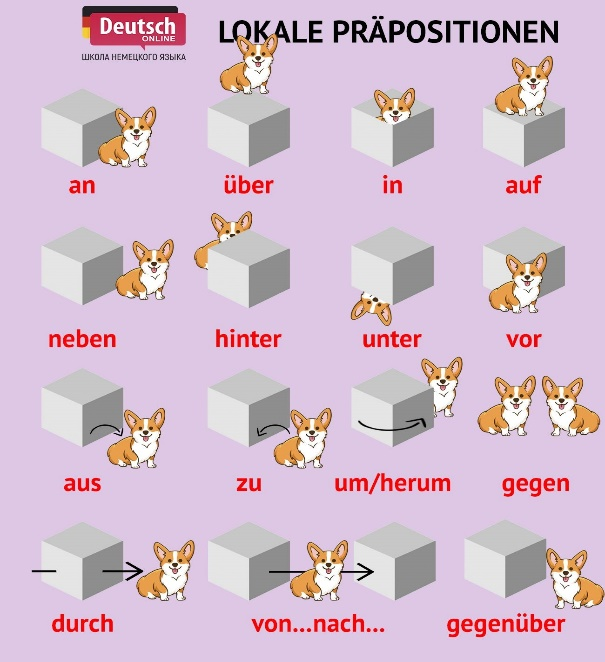 Deutsch
ONLINE
ШКОЛА НЕМЕЦКОГО ЯЗЫКА
LOKALE PRÄPOSITIONEN
an über in auf
neben hinter unter vor
aus zu um/herum gegen
durch von...nach... gegenüber